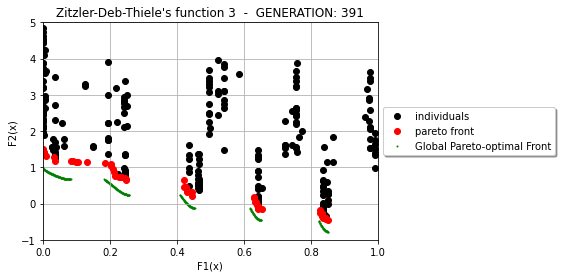 Zitzler-Deb-Thiele's function 3 - GENERATION: 391
5
4
3
2
1
0
−1
F2(x)
0.0 0.2 0.4 0.6 0.8 1.0
F1(x)
individuals
pareto front
Global Pareto-optimal Front